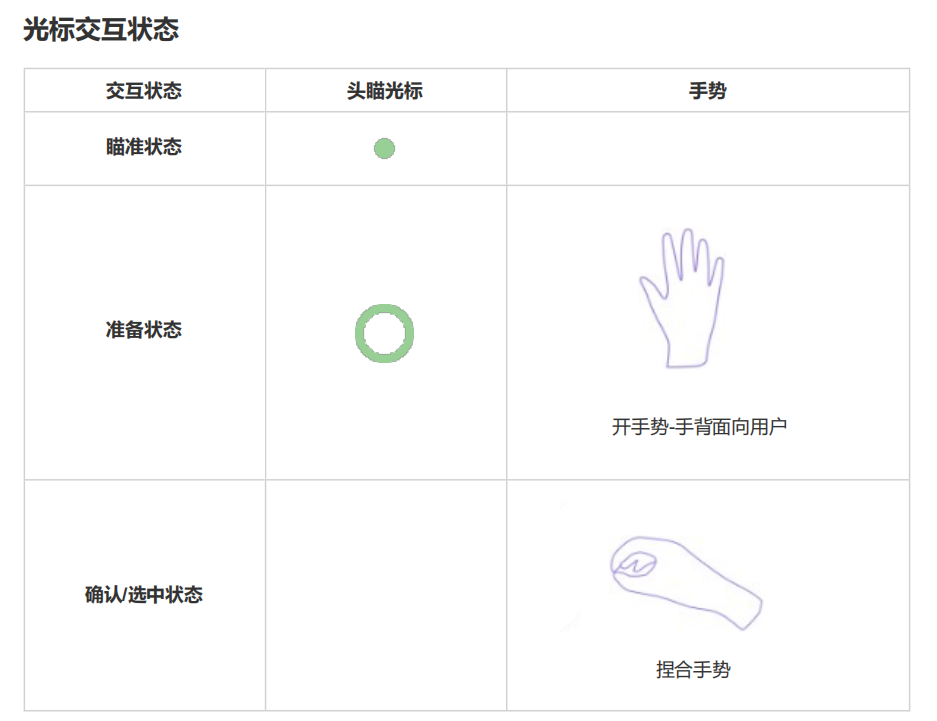 光标交互状态
交互状态 头瞄光标 手势
瞄准状态
准备状态
开手势-手背面向用户
确认/选中状态
捏合手势